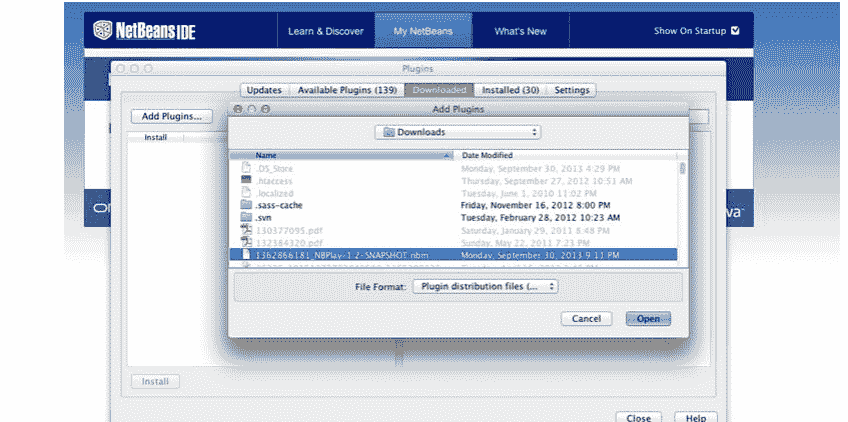 NetBeans IDE Learn & Discover My NetBeans What's New Show On Startup
Plugins
Updates Available Plugins (139) Downloaded Installed (30) Settings
Add Plugins
Add Plugins...
Downloads
Install
Name Date Modified
.DS_Store Monday, September 30, 2013 4:29 PM
.htaccess Thursday, September 27, 2012 10:51 AM
.localized Tuesday, June 1, 2010 11:02 PM
.sass-cache Friday, November 16, 2012 8:00 PM
.svn Tuesday, February 28, 2012 10:23 AM
130377095.pdf Saturday, January 29, 2011 8:48 PM
132384320.pdf Sunday, May 22, 2011 7:23 PM
1362866181_NBPlay-1.2-SNAPSHOT.nbm Monday, September 30, 2013 9:11 PM
File Format: Plugin distribution files (...
Cancel Open
Install
Close Help